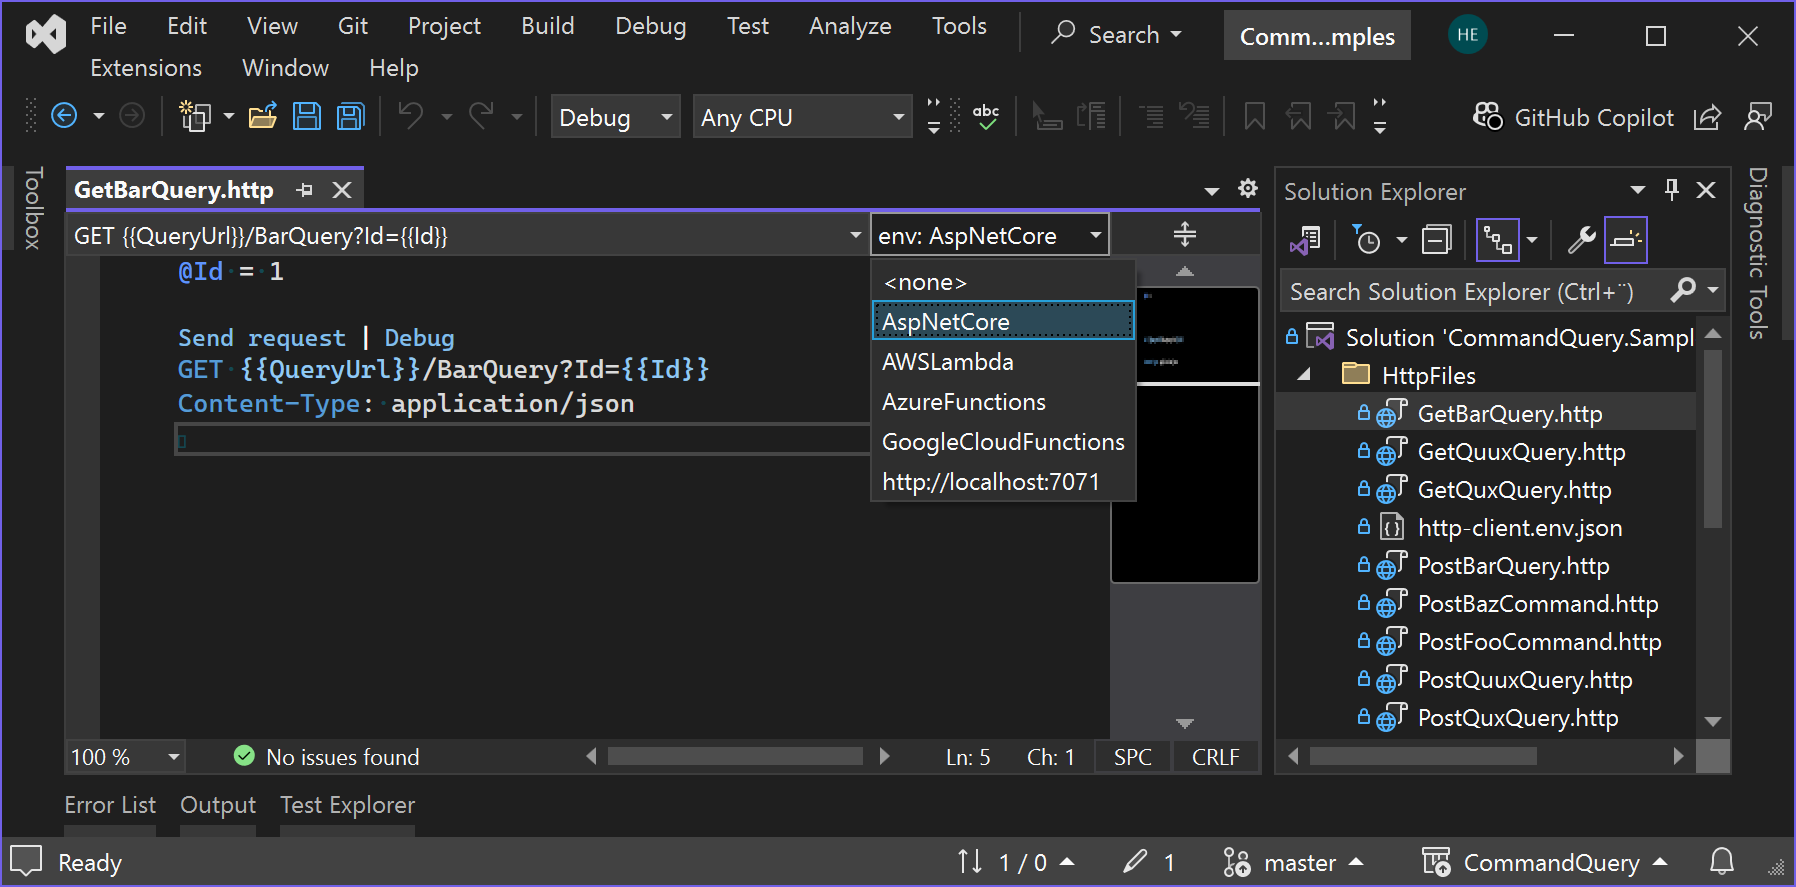 File Edit View Git Project Build Debug Test Analyze Tools Search Comm...mples HE
Extensions Window Help
Debug Any CPU abc GitHub Copilot
Toolbox
GetBarQuery.http
GET {{QueryUrl}}/BarQuery?Id={{Id}} env: AspNetCore
@Id = 1
Send request | Debug
GET {{QueryUrl}}/BarQuery?Id={{Id}}
Content-Type: application/json
<none>
AspNetCore
AWSLambda
AzureFunctions
GoogleCloudFunctions
http://localhost:7071
100 % No issues found Ln: 5 Ch: 1 SPC CRLF
Solution Explorer
Search Solution Explorer (Ctrl+¨)
Solution 'CommandQuery.Sampl
HttpFiles
GetBarQuery.http
GetQuuxQuery.http
GetQuxQuery.http
http-client.env.json
PostBarQuery.http
PostBazCommand.http
PostFooCommand.http
PostQuuxQuery.http
PostQuxQuery.http
Diagnostic Tools
Error List Output Test Explorer
Ready 1 / 0 1 master CommandQuery